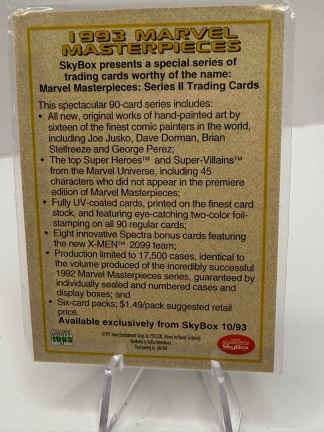 1993 MARVEL
MASTERPIECES
SkyBox presents a special series of
trading cards worthy of the name:
Marvel Masterpieces: Series II Trading Cards
This spectacular 90-card series includes:
• All new, original works of hand-painted art by
sixteen of the finest comic painters in the world,
including Joe Jusko, Dave Dorman, Brian
Stelfreeze and George Perez;
• The top Super Heroes™ and Super-Villains™
from the Marvel Universe, including 45
characters who did not appear in the premiere
edition of Marvel Masterpieces;
• Fully UV-coated cards, printed on the finest card
stock, and featuring eye-catching two-color foil-
stamping on all 90 regular cards;
• Eight innovative Spectra bonus cards featuring
the new X-MEN™ 2099 team;
• Production limited to 17,500 cases, identical to
the volume produced of the incredibly successful
1992 Marvel Masterpieces series, guaranteed by
individually sealed and numbered cases and
display boxes; and
• Six-card packs; $1.49/pack suggested retail
price.
Available exclusively from SkyBox 10/93
1993
SkyBox